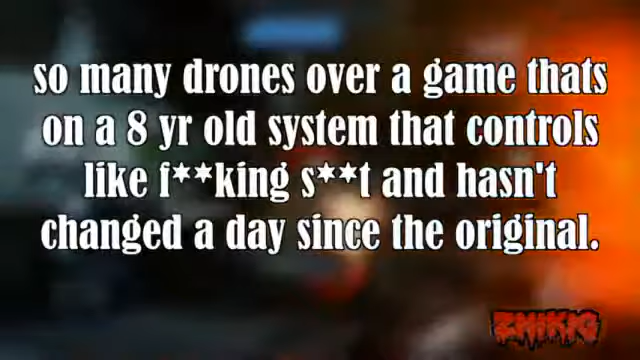 so many drones over a game thats
on a 8 yr old system that controls
like f**king s**t and hasn't
changed a day since the original.